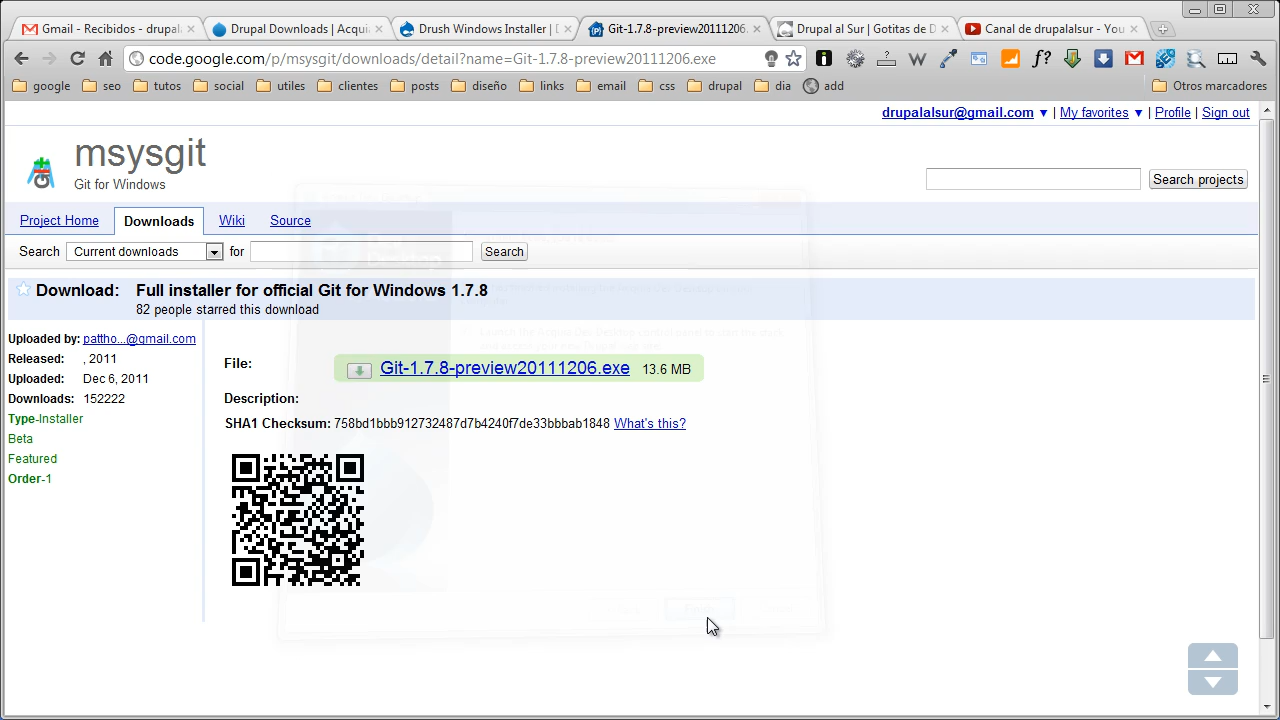 Gmail - Recibidos - drupal
Drupal Downloads | Acqui
Drush Windows Installer | D
Git-1.7.8-preview20111206.
Drupal al Sur | Gotitas de D
Canal de drupalalsur - You
code.google.com/p/msysgit/downloads/detail?name=Git-1.7.8-preview20111206.exe
google seo tutos social utiles clientes posts diseño links email css drupal dia add Otros marcadores
drupalalsur@gmail.com ▼ | My favorites ▼ | Profile | Sign out
msysgit
Git for Windows
Search projects
Project Home Downloads Wiki Source
Search Current downloads for Search
Download: Full installer for official Git for Windows 1.7.8
82 people starred this download
Uploaded by: pattho...@gmail.com
Released: , 2011
Uploaded: Dec 6, 2011
Downloads: 152222
Type-Installer
Beta
Featured
Order-1
File: Git-1.7.8-preview20111206.exe 13.6 MB
Description:
SHA1 Checksum: 758bd1bbb912732487d7b4240f7de33bbbab1848 What's this?